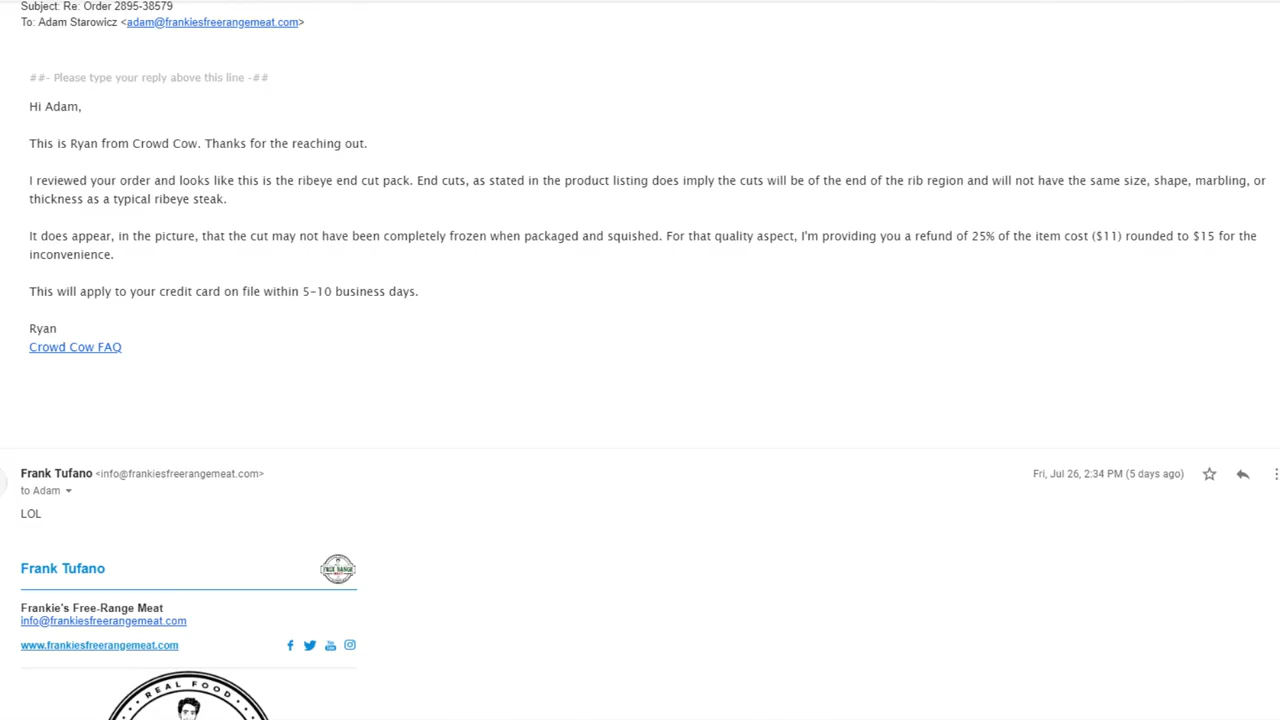 Subject: Re: Order 2895-38579
To: Adam Starowicz <adam@frankiesfreerangemeat.com>
##- Please type your reply above this line -##
Hi Adam,
This is Ryan from Crowd Cow. Thanks for the reaching out.
I reviewed your order and looks like this is the ribeye end cut pack. End cuts, as stated in the product listing does imply the cuts will be of the end of the rib region and will not have the same size, shape, marbling, or
thickness as a typical ribeye steak.
It does appear, in the picture, that the cut may not have been completely frozen when packaged and squished. For that quality aspect, I'm providing you a refund of 25% of the item cost ($11) rounded to $15 for the
inconvenience.
This will apply to your credit card on file within 5-10 business days.
Ryan
Crowd Cow FAQ
Frank Tufano <info@frankiesfreerangemeat.com>
Fri, Jul 26, 2:34 PM (5 days ago)
to Adam
LOL
Frank Tufano
FREE RANGE
Frankie's Free-Range Meat
info@frankiesfreerangemeat.com
www.frankiesfreerangemeat.com
REAL FOOD